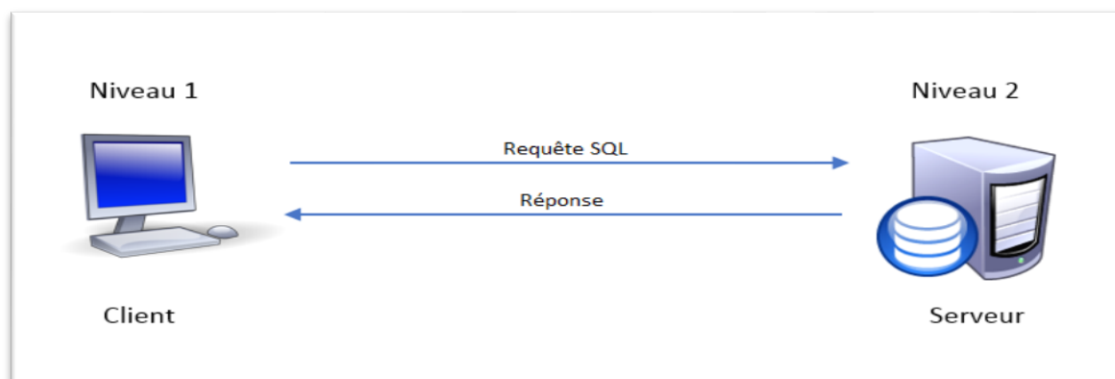 Niveau 1
Niveau 2
Requête SQL
Réponse
Client
Serveur